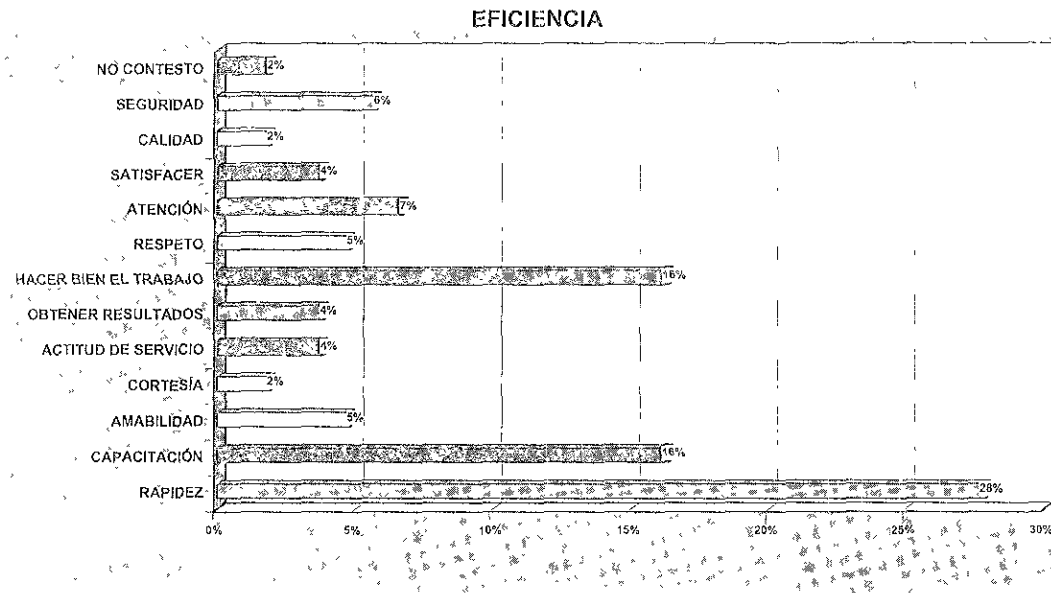 EFICIENCIA
NO CONTESTO 2%
SEGURIDAD 6%
CALIDAD 2%
SATISFACER 4%
ATENCIÓN 7%
RESPETO 5%
HACER BIEN EL TRABAJO 16%
OBTENER RESULTADOS 4%
ACTITUD DE SERVICIO 4%
CORTESÍA 2%
AMABILIDAD 5%
CAPACITACIÓN 16%
RAPIDEZ 28%
0% 5% 10% 15% 20% 25% 30%